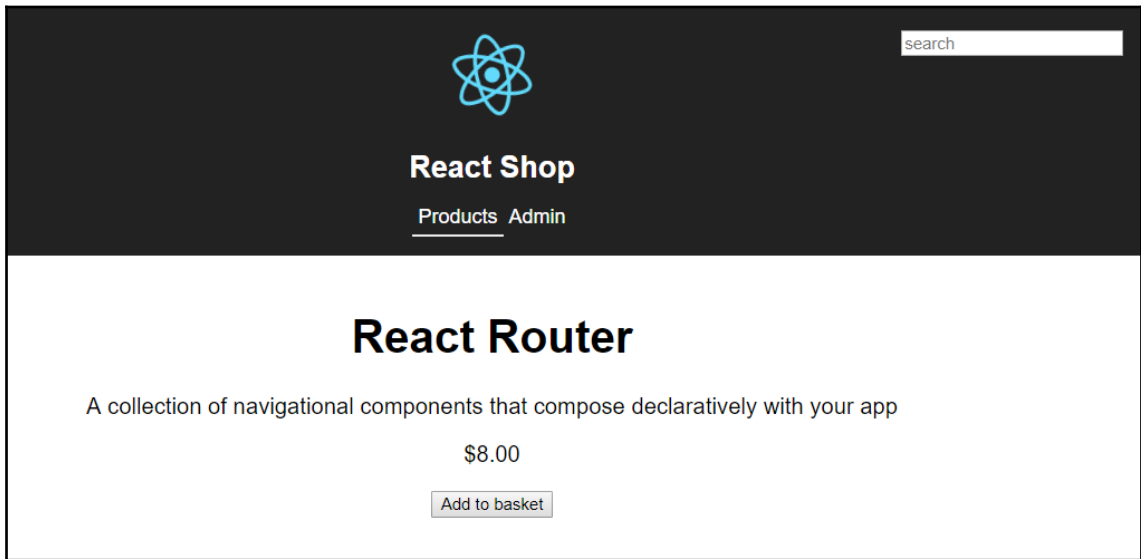 search
React Shop
Products Admin
React Router
A collection of navigational components that compose declaratively with your app
$8.00
Add to basket